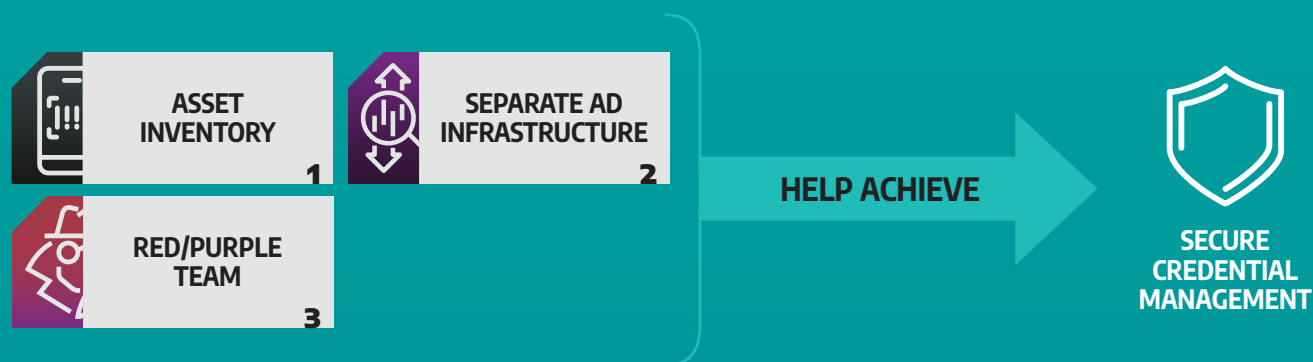 ASSET
INVENTORY
1
SEPARATE AD
INFRASTRUCTURE
2
RED/PURPLE
TEAM
3
HELP ACHIEVE
SECURE
CREDENTIAL
MANAGEMENT